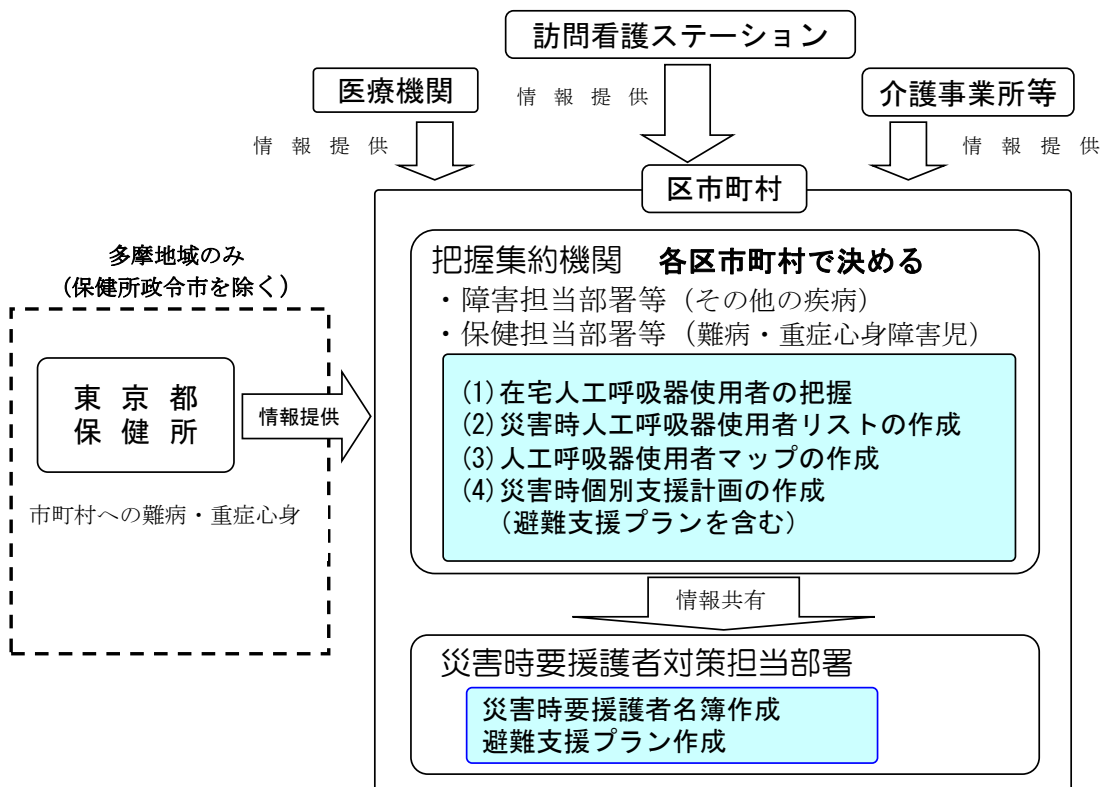 訪問看護ステーション
医療機関
情報提供
介護事業所等
情報提供
情報提供
区市町村
多摩地域のみ
(保健所政令市を除く)
東京都
保健所
情報提供
市町村への難病・重症心身
把握集約機関 各区市町村で決める
・障害担当部署等(その他の疾病)
・保健担当部署等(難病・重症心身障害児)
(1)在宅人工呼吸器使用者の把握
(2)災害時人工呼吸器使用者リストの作成
(3)人工呼吸器使用者マップの作成
(4)災害時個別支援計画の作成
(避難支援プランを含む)
情報共有
災害時要援護者対策担当部署
災害時要援護者名簿作成
避難支援プラン作成